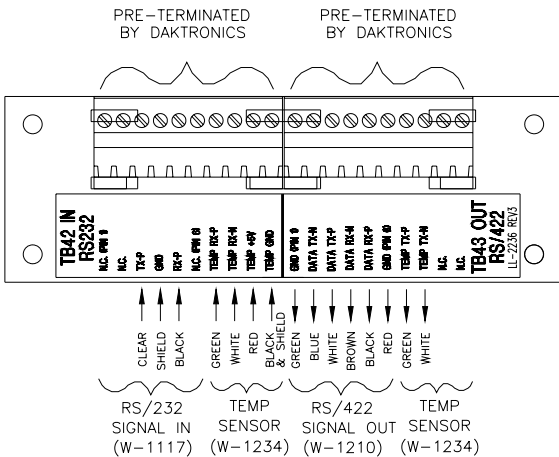 PRE-TERMINATED
BY DAKTRONICS
PRE-TERMINATED
BY DAKTRONICS
TB42 IN
RS232
N.C. (PIN 1)
N.C.
TX-P
GND
RX-P
N.C. (PIN 6)
TEMP RX-P
TEMP RX-N
TEMP +5V
TEMP GND
GND (PIN 1)
DATA TX-N
DATA TX-P
DATA RX-N
DATA RX-P
GND (PIN 6)
TEMP TX-P
TEMP TX-N
N.C.
N.C.
TB43 OUT
RS/422
LL-2236 REV3
CLEAR
SHIELD
BLACK
GREEN
WHITE
RED
BLACK
& SHIELD
GREEN
BLUE
WHITE
BROWN
BLACK
RED
GREEN
WHITE
RS/232
SIGNAL IN
(W-1117)
TEMP
SENSOR
(W-1234)
RS/422
SIGNAL OUT
(W-1210)
TEMP
SENSOR
(W-1234)